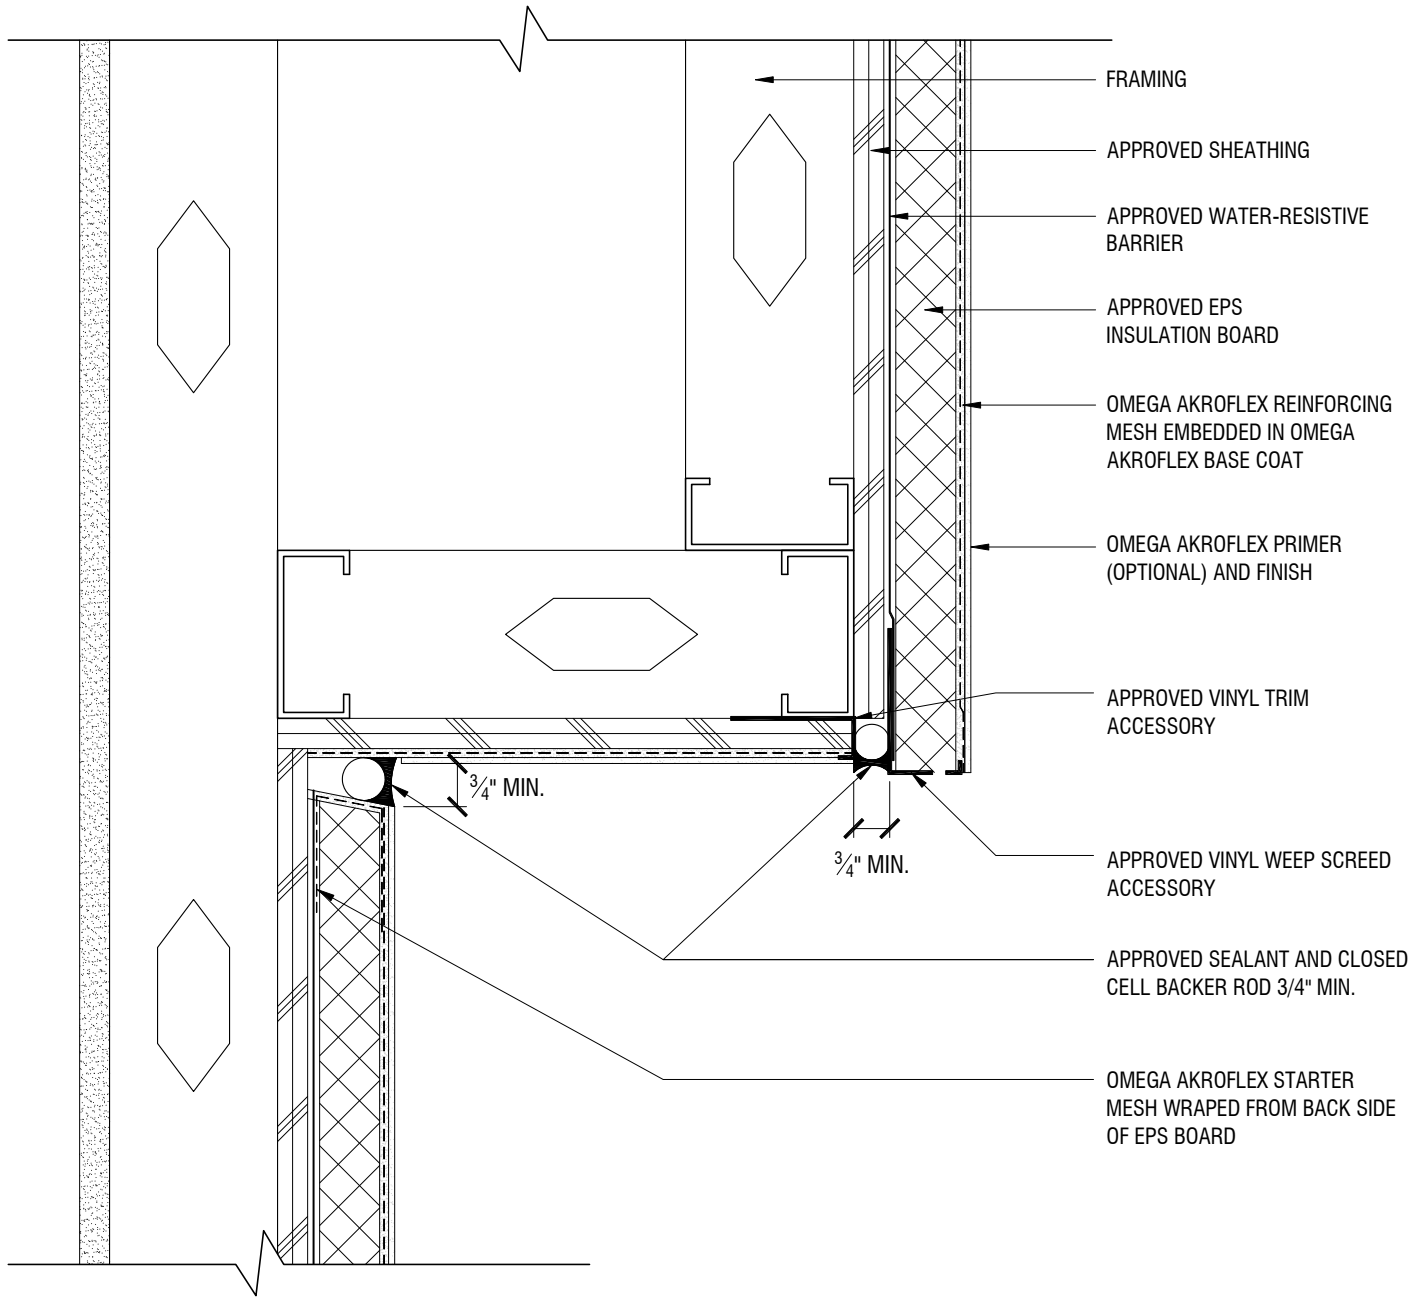 FRAMING
APPROVED SHEATHING
APPROVED WATER-RESISTIVE
BARRIER
APPROVED EPS
INSULATION BOARD
OMEGA AKROFLEX REINFORCING
MESH EMBEDDED IN OMEGA
AKROFLEX BASE COAT
OMEGA AKROFLEX PRIMER
(OPTIONAL) AND FINISH
APPROVED VINYL TRIM
ACCESSORY
3/4" MIN.
3/4" MIN.
APPROVED VINYL WEEP SCREED
ACCESSORY
APPROVED SEALANT AND CLOSED
CELL BACKER ROD 3/4" MIN.
OMEGA AKROFLEX STARTER
MESH WRAPED FROM BACK SIDE
OF EPS BOARD